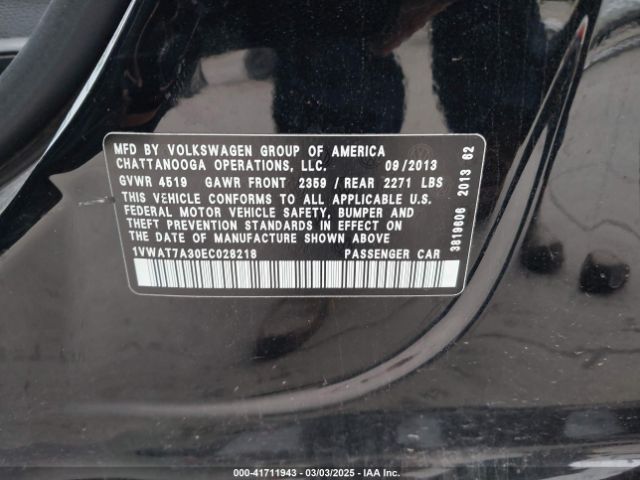 MFD BY VOLKSWAGEN GROUP OF AMERICA
CHATTANOOGA OPERATIONS, LLC. 09/2013
GVWR 4519 GAWR FRONT 2359 / REAR 2271 LBS
THIS VEHICLE CONFORMS TO ALL APPLICABLE U.S.
FEDERAL MOTOR VEHICLE SAFETY, BUMPER AND
THEFT PREVENTION STANDARDS IN EFFECT ON THE
DATE OF MANUFACTURE SHOWN ABOVE
1VWAT7A30EC028218 PASSENGER CAR
3819606 2013 62
000-41711943 - 03/03/2025 - IAA Inc.